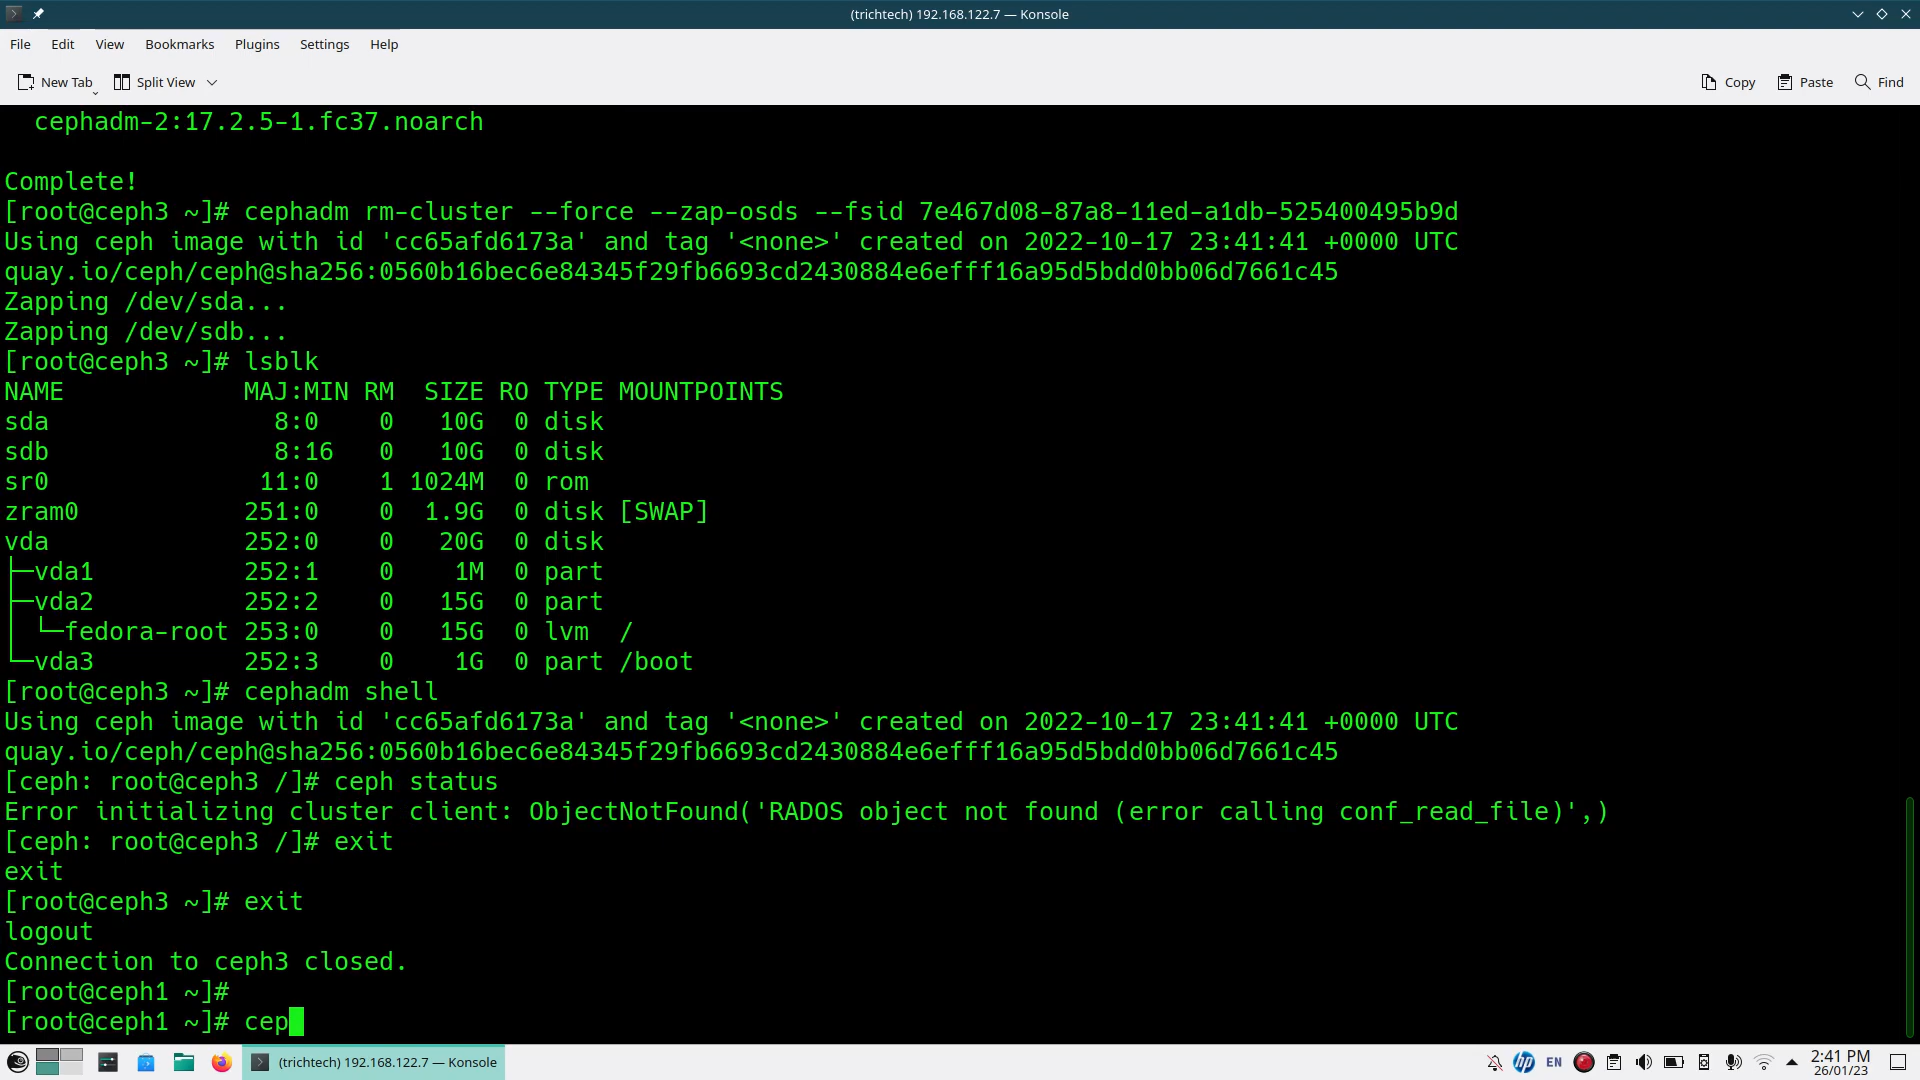 (trichtech) 192.168.122.7 — Konsole
File Edit View Bookmarks Plugins Settings Help
New Tab Split View Copy Paste Find
cephadm-2:17.2.5-1.fc37.noarch
Complete!
[root@ceph3 ~]# cephadm rm-cluster --force --zap-osds --fsid 7e467d08-87a8-11ed-a1db-525400495b9d
Using ceph image with id 'cc65afd6173a' and tag '<none>' created on 2022-10-17 23:41:41 +0000 UTC
quay.io/ceph/ceph@sha256:0560b16bec6e84345f29fb6693cd2430884e6efff16a95d5bdd0bb06d7661c45
Zapping /dev/sda...
Zapping /dev/sdb...
[root@ceph3 ~]# lsblk
NAME            MAJ:MIN RM  SIZE RO TYPE MOUNTPOINTS
sda               8:0    0   10G  0 disk
sdb               8:16   0   10G  0 disk
sr0              11:0    1 1024M  0 rom
zram0           251:0    0  1.9G  0 disk [SWAP]
vda             252:0    0   20G  0 disk
├─vda1          252:1    0    1M  0 part
├─vda2          252:2    0   15G  0 part
│ └─fedora-root 253:0    0   15G  0 lvm  /
└─vda3          252:3    0    1G  0 part /boot
[root@ceph3 ~]# cephadm shell
Using ceph image with id 'cc65afd6173a' and tag '<none>' created on 2022-10-17 23:41:41 +0000 UTC
quay.io/ceph/ceph@sha256:0560b16bec6e84345f29fb6693cd2430884e6efff16a95d5bdd0bb06d7661c45
[ceph: root@ceph3 /]# ceph status
Error initializing cluster client: ObjectNotFound('RADOS object not found (error calling conf_read_file)',)
[ceph: root@ceph3 /]# exit
exit
[root@ceph3 ~]# exit
logout
Connection to ceph3 closed.
[root@ceph1 ~]#
[root@ceph1 ~]# cep
(trichtech) 192.168.122.7 — Konsole hp EN 2:41 PM
26/01/23